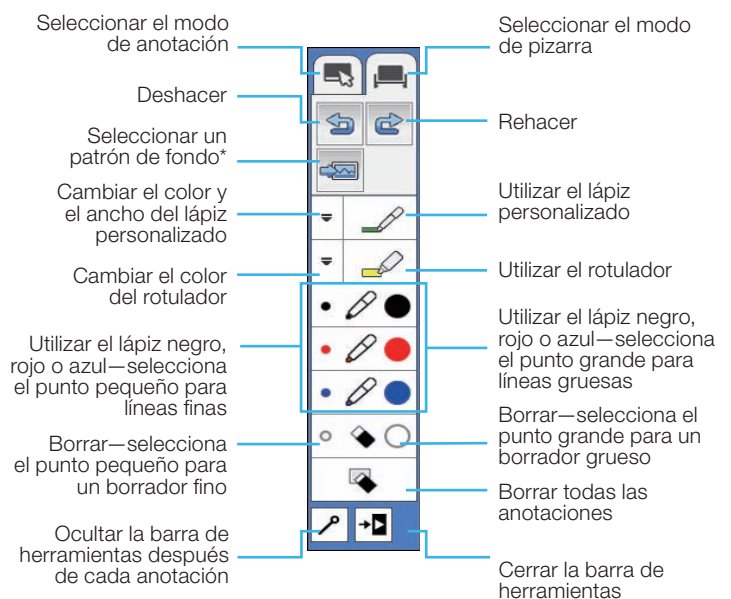 Seleccionar el modo
de anotación
Deshacer
Seleccionar un
patrón de fondo*
Cambiar el color y
el ancho del lápiz
personalizado
Cambiar el color
del rotulador
Utilizar el lápiz negro,
rojo o azul—selecciona
el punto pequeño para
líneas finas
Borrar—selecciona
el punto pequeño para
un borrador fino
Ocultar la barra de
herramientas después
de cada anotación
Seleccionar el modo
de pizarra
Rehacer
Utilizar el lápiz
personalizado
Utilizar el rotulador
Utilizar el lápiz negro,
rojo o azul—selecciona
el punto grande para
líneas gruesas
Borrar—selecciona el
punto grande para un
borrador grueso
Borrar todas las
anotaciones
Cerrar la barra de
herramientas